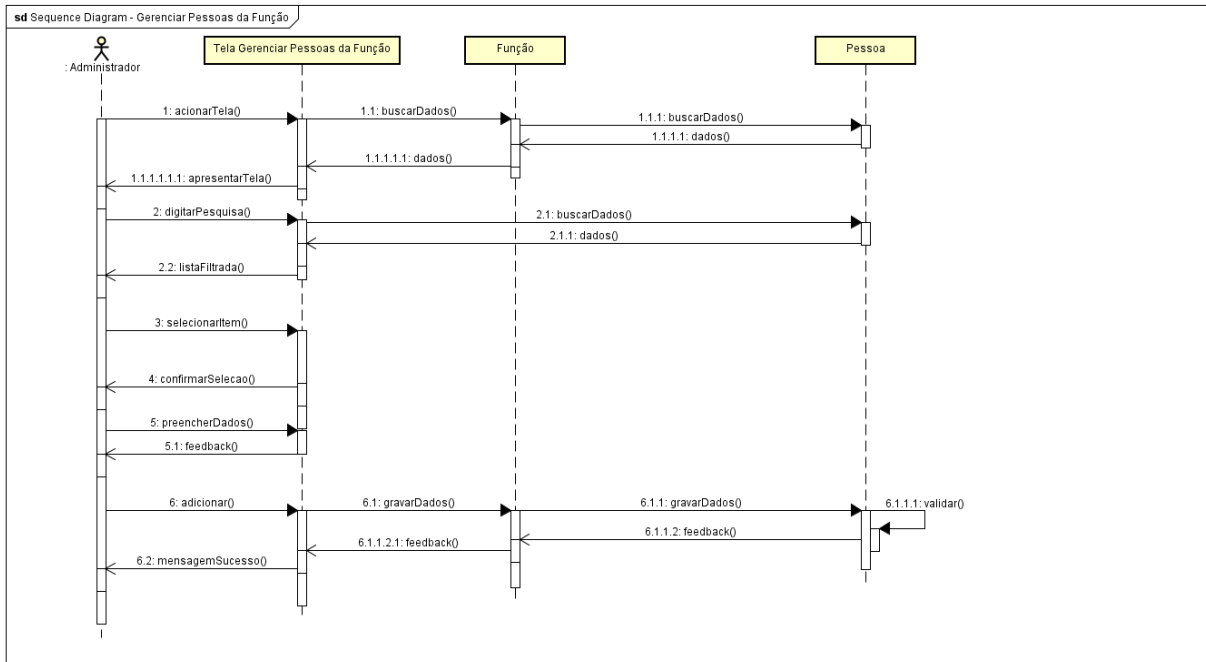 sd Sequence Diagram - Gerenciar Pessoas da Função
: Administrador
Tela Gerenciar Pessoas da Função
Função
Pessoa
1: acionarTela()
1.1: buscarDados()
1.1.1: buscarDados()
1.1.1.1: dados()
1.1.1.1.1: dados()
1.1.1.1.1.1: apresentarTela()
2: digitarPesquisa()
2.1: buscarDados()
2.1.1: dados()
2.2: listaFiltrada()
3: selecionarItem()
4: confirmarSelecao()
5: preencherDados()
5.1: feedback()
6: adicionar()
6.1: gravarDados()
6.1.1: gravarDados()
6.1.1.1: validar()
6.1.1.2: feedback()
6.1.1.2.1: feedback()
6.2: mensagemSucesso()